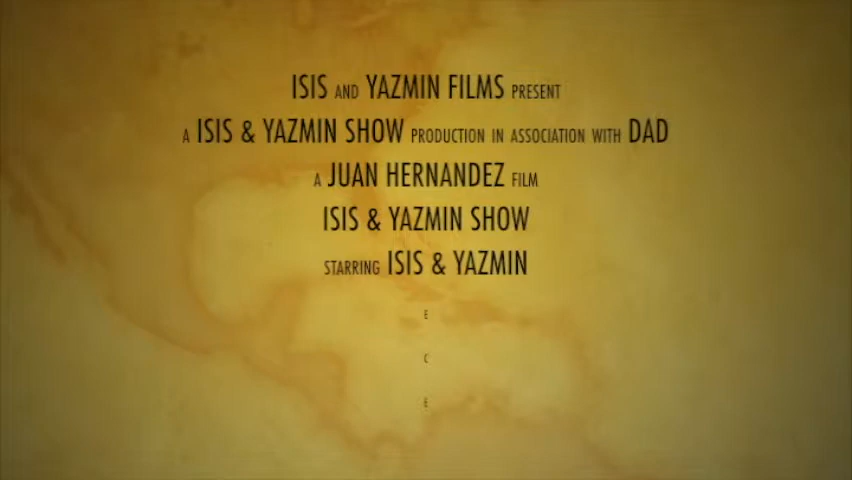 ISIS AND YAZMIN FILMS PRESENT
A ISIS & YAZMIN SHOW PRODUCTION IN ASSOCIATION WITH DAD
A JUAN HERNANDEZ FILM
ISIS & YAZMIN SHOW
STARRING ISIS & YAZMIN
E
C
E